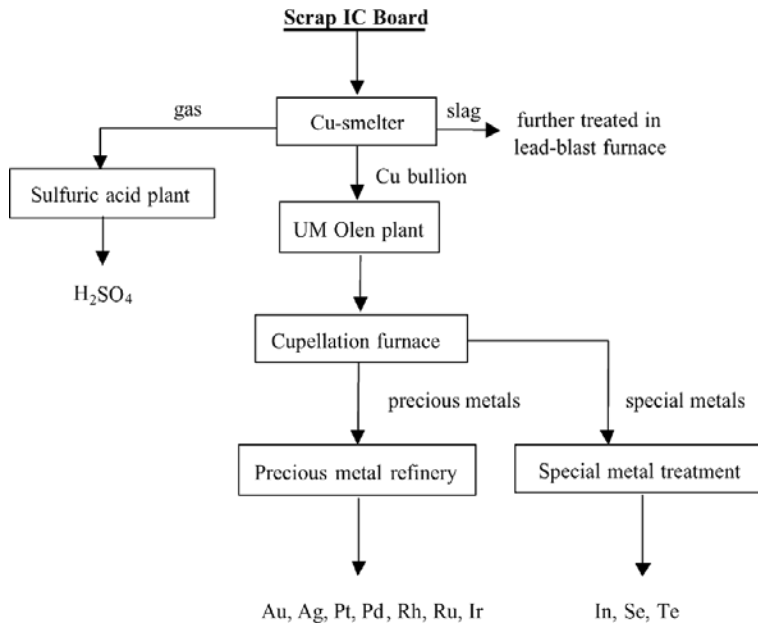 Scrap IC Board
gas
Cu-smelter
slag
further treated in
lead-blast furnace
Sulfuric acid plant
Cu bullion
UM Olen plant
H₂SO₄
Cupellation furnace
precious metals
special metals
Precious metal refinery
Special metal treatment
Au, Ag, Pt, Pd, Rh, Ru, Ir
In, Se, Te